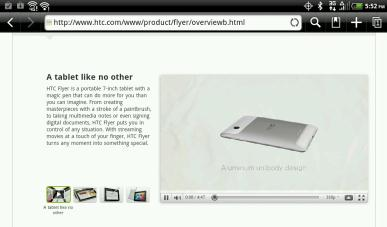 5:52 PM
http://www.htc.com/www/product/flyer/overviewb.html
A tablet like no other
HTC Flyer is a portable 7-inch tablet with a
magic pen that can do more for you than
you can imagine. From creating
masterpieces with a stroke of a paintbrush,
to taking multimedia notes or even signing
digital documents, HTC Flyer puts you in
control of any situation. With streaming
movies at a touch of your finger, HTC Flyer
turns any moment into something special.
Aluminum unibody design
0:00 / 4:47
A tablet like no
other